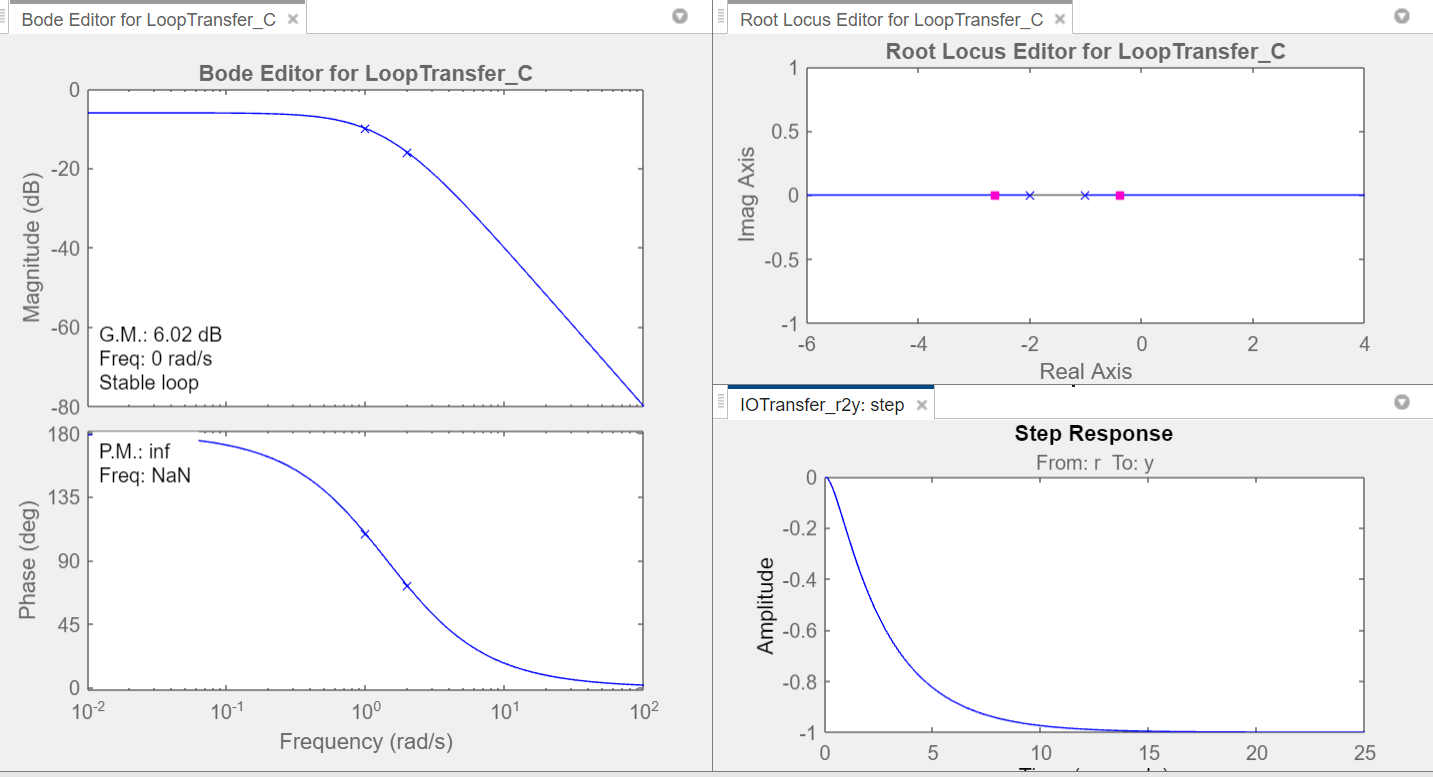 Bode Editor for LoopTransfer_C
Bode Editor for LoopTransfer_C
0
-20
-40
-60
-80
Magnitude (dB)
G.M.: 6.02 dB
Freq: 0 rad/s
Stable loop
180
135
90
45
0
Phase (deg)
P.M.: inf
Freq: NaN
10-2
10-1
100
101
102
Frequency (rad/s)
Root Locus Editor for LoopTransfer_C
Root Locus Editor for LoopTransfer_C
1
0.5
0
-0.5
-1
Imag Axis
-6
-4
-2
0
2
4
Real Axis
IOTransfer_r2y: step
Step Response
From: r To: y
0
-0.2
-0.4
-0.6
-0.8
-1
Amplitude
0
5
10
15
20
25